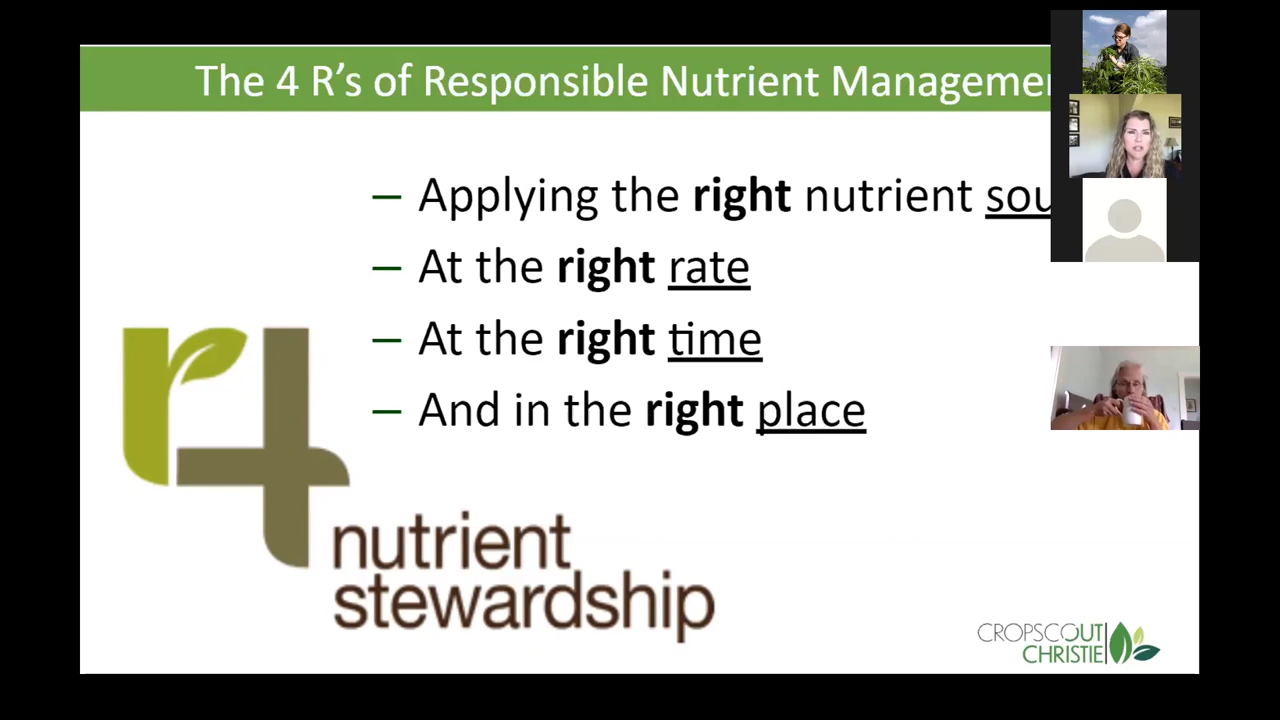 The 4 R's of Responsible Nutrient Managemen
– Applying the right nutrient sou
– At the right rate
– At the right time
– And in the right place
r4
nutrient
stewardship
CROPSCOUT
CHRISTIE